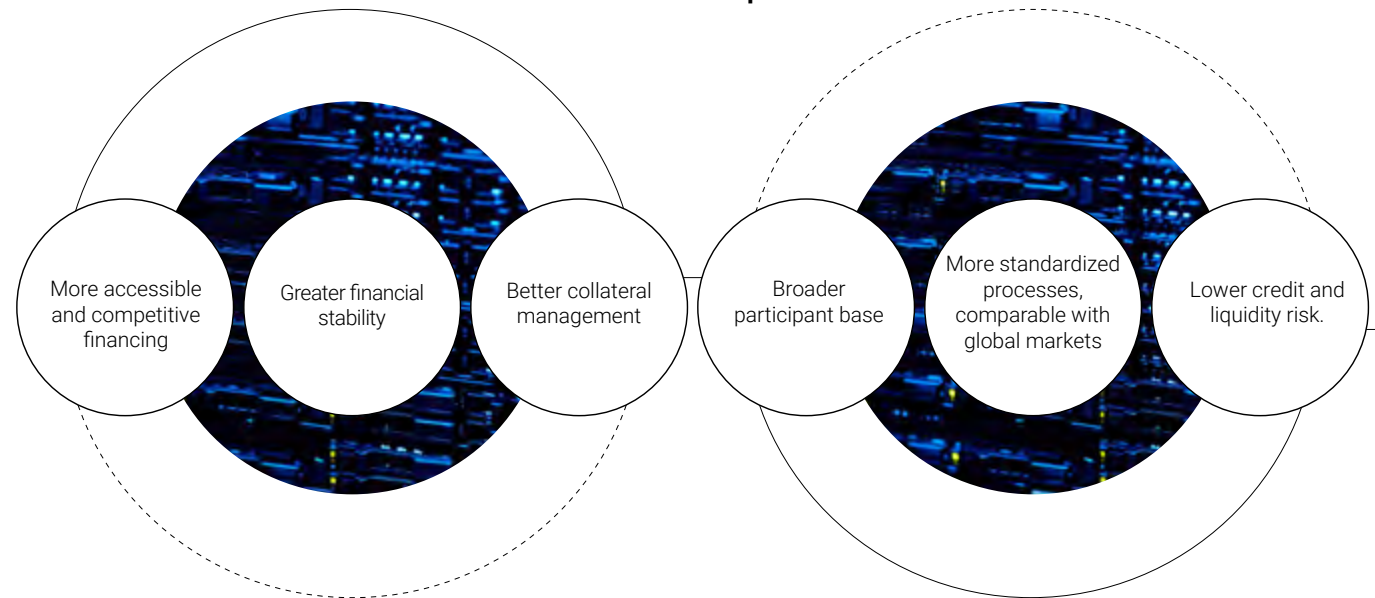 More accessible
and competitive
financing
Greater financial
stability
Better collateral
management
Broader
participant base
More standardized
processes,
comparable with
global markets
Lower credit and
liquidity risk.